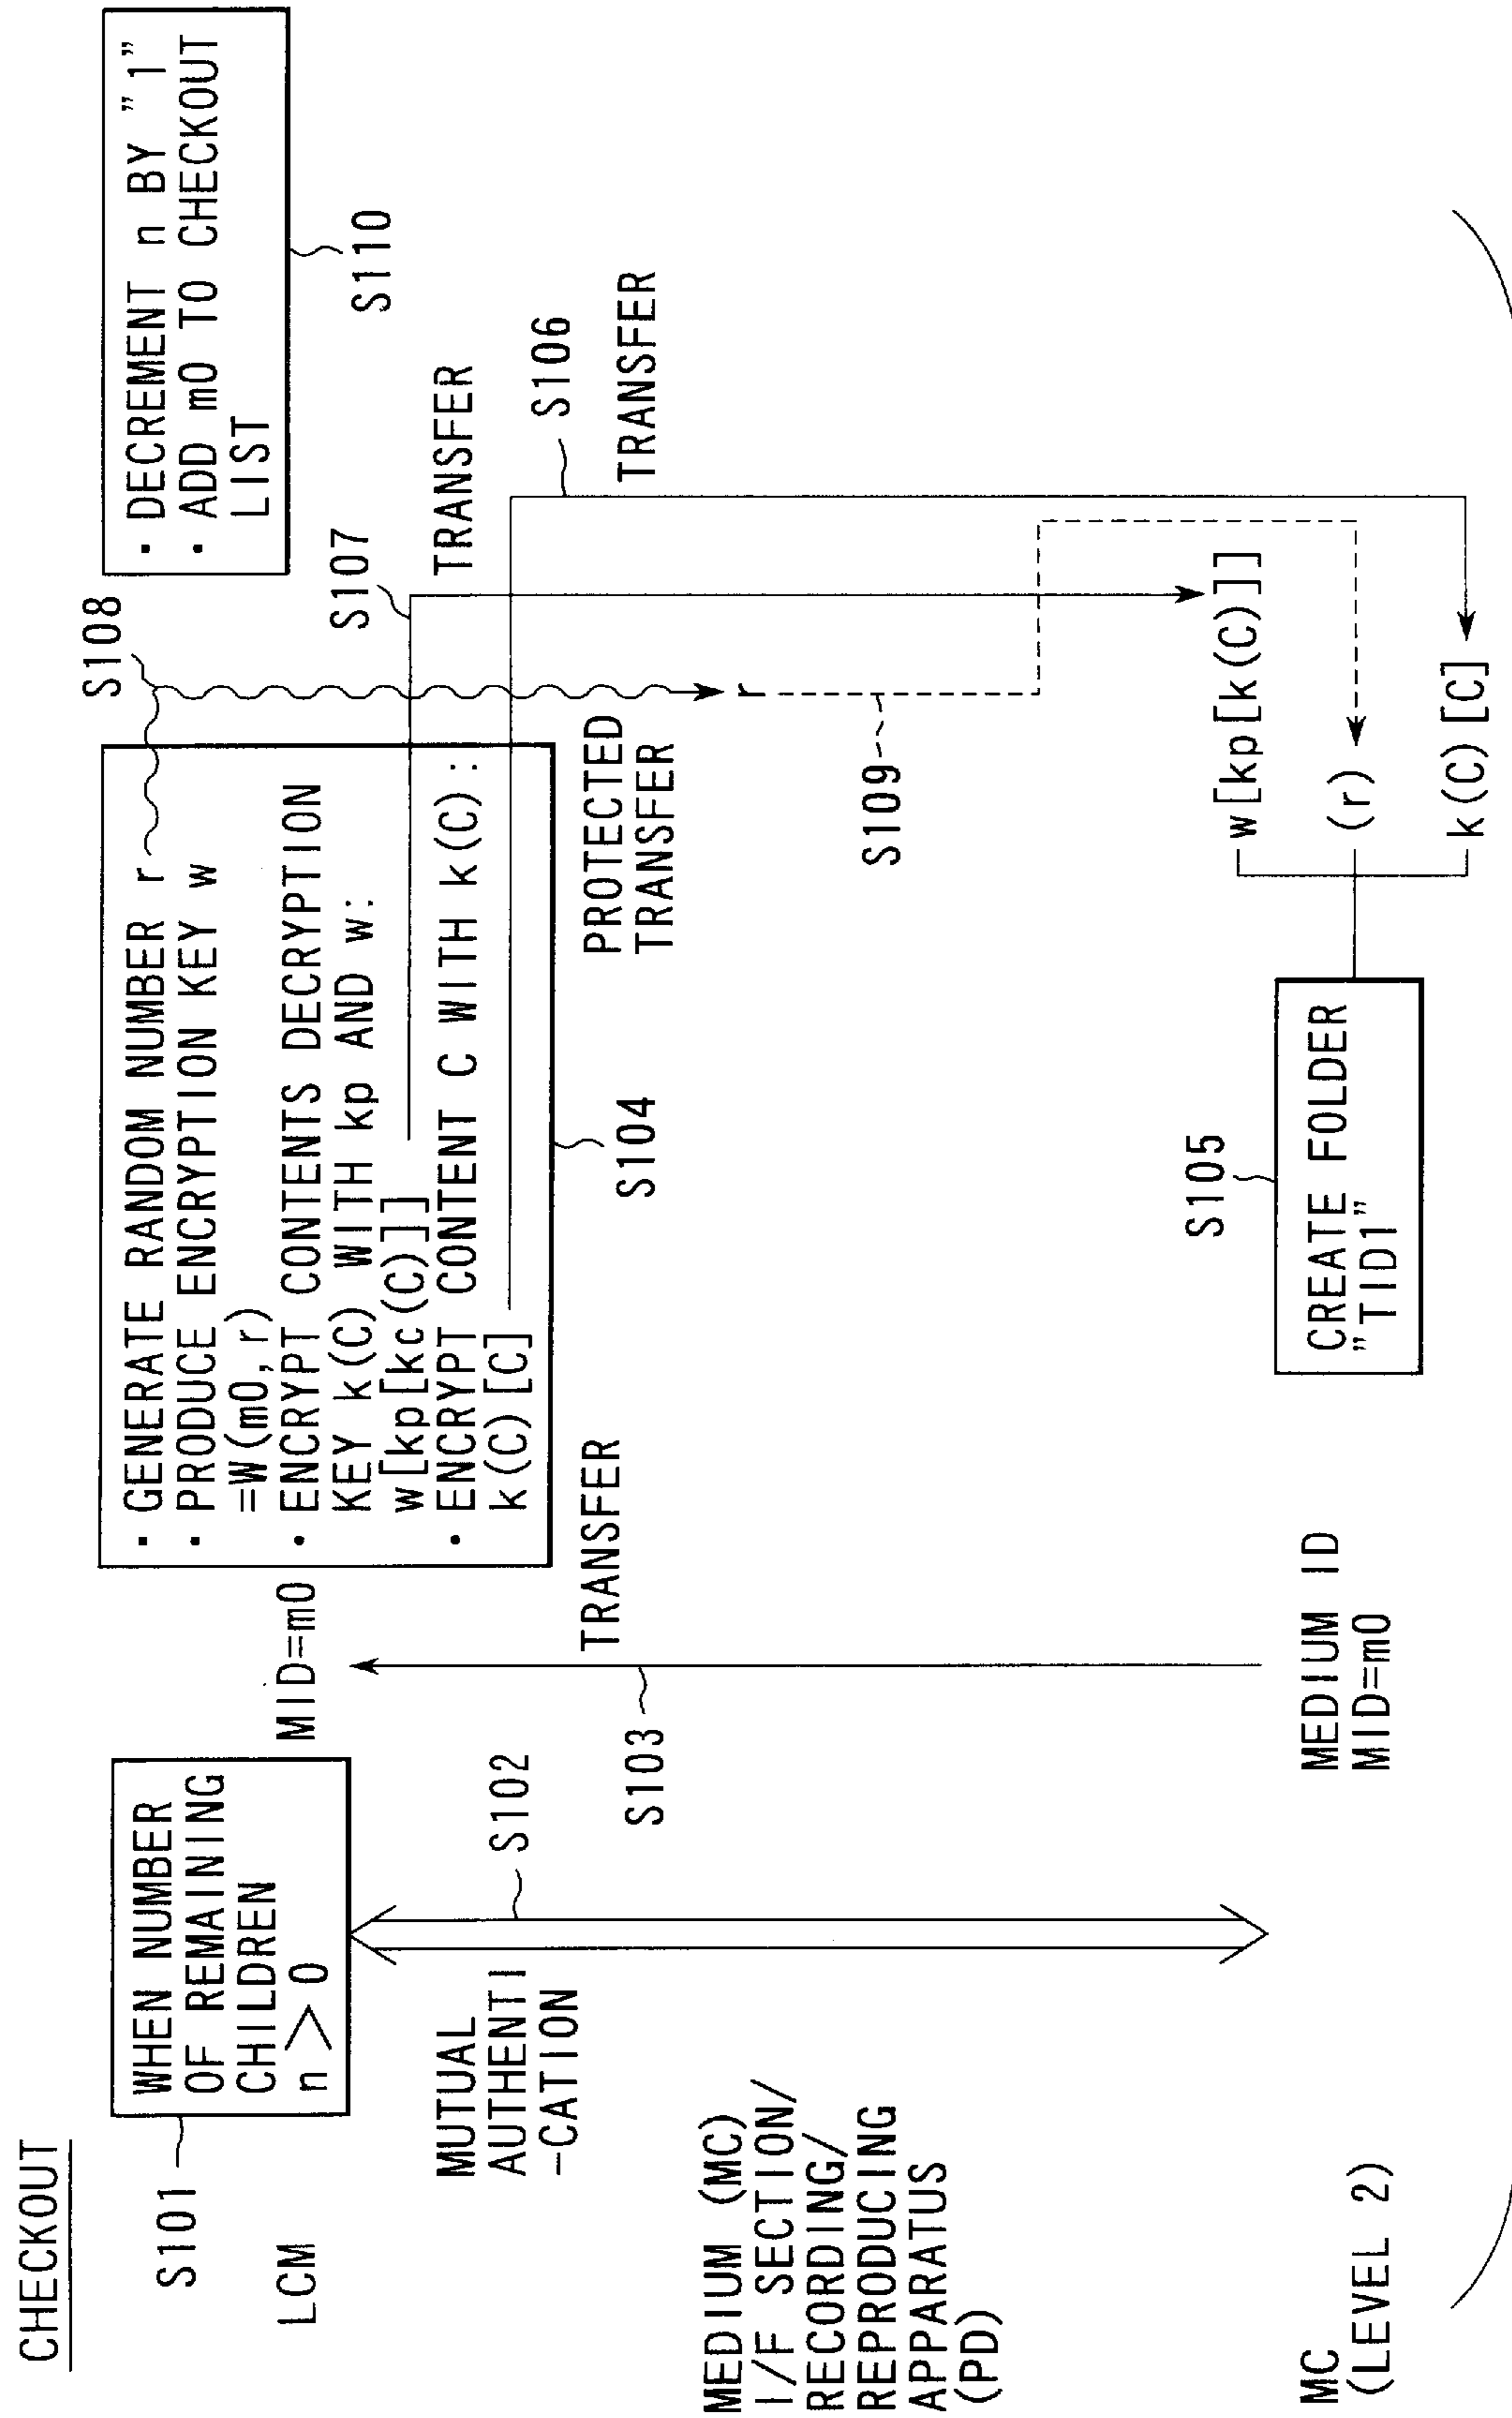 CHECKOUT
S101
WHEN NUMBER
OF REMAINING
CHILDREN
n > 0
LCM
MID=m0
· GENERATE RANDOM NUMBER r
· PRODUCE ENCRYPTION KEY w
=W(m0,r)
· ENCRYPT CONTENTS DECRYPTION
KEY k(C) WITH kp AND w:
w[kp[kc(C)]]
· ENCRYPT CONTENT C WITH k(C):
k(C)[C]
S104
S108
· DECREMENT n BY "1"
· ADD m0 TO CHECKOUT
LIST
S110
MUTUAL
AUTHENTI
-CATION
S102
S103
TRANSFER
PROTECTED
TRANSFER
S107
TRANSFER
S106
TRANSFER
MEDIUM (MC)
I/F SECTION/
RECORDING/
REPRODUCING
APPARATUS
(PD)
r
S109
MC
(LEVEL 2)
MEDIUM ID
MID=m0
S105
CREATE FOLDER
"TID1"
w[kp[k(C)]]
(r)
k(C)[C]